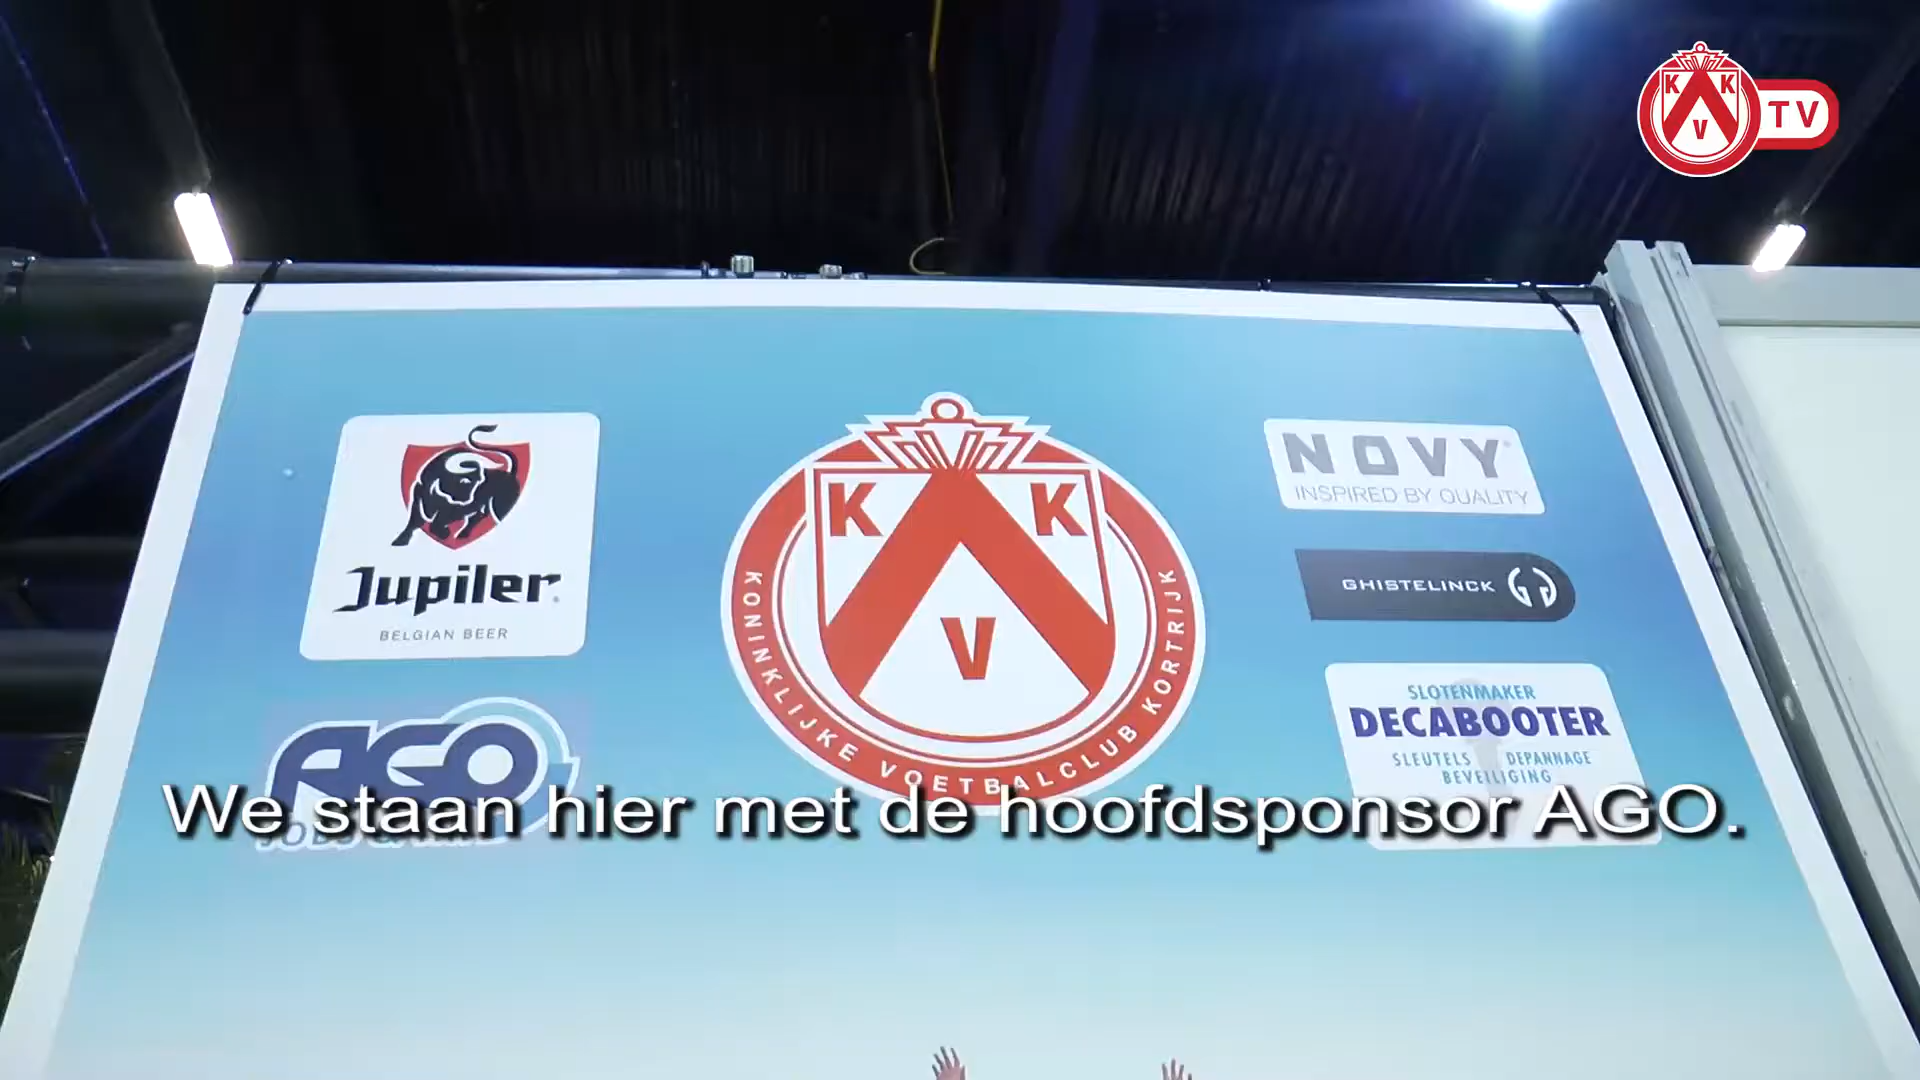 K K
V
TV
Jupiler
BELGIAN BEER
AGO
K K
V
KONINKLIJKE VOETBALCLUB KORTRIJK
NOVY
INSPIRED BY QUALITY
GHISTELINCK
SLOTENMAKER
DECABOOTER
SLEUTELS DEPANNAGE
BEVEILIGING
We staan hier met de hoofdsponsor AGO.